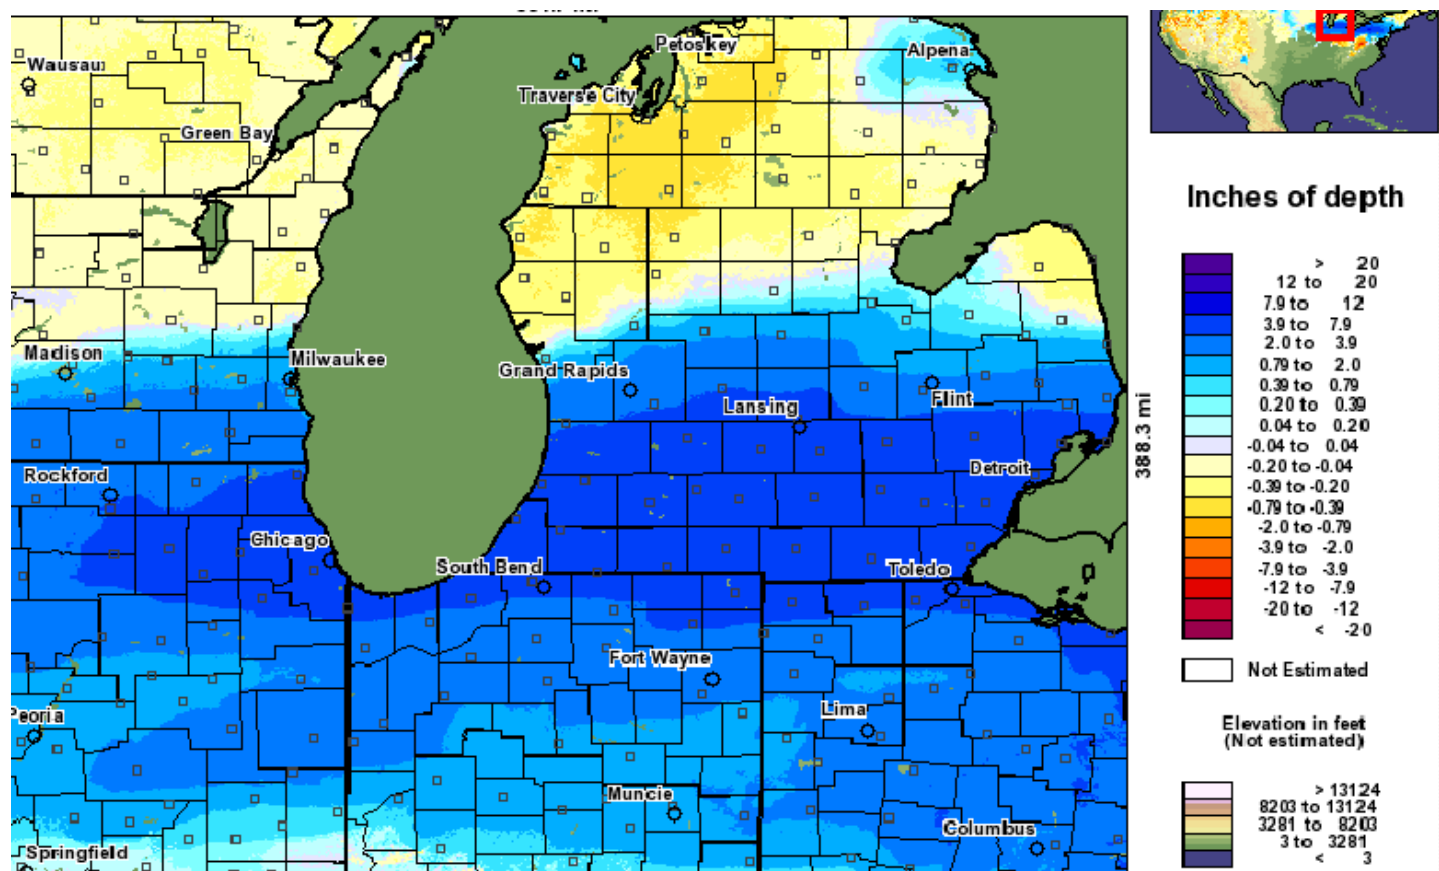 Petoskey
Alpena
Wausau
Traverse City
Green Bay
Inches of depth
> 20
12 to 20
7.9 to 12
3.9 to 7.9
2.0 to 3.9
0.79 to 2.0
0.39 to 0.79
0.20 to 0.39
0.04 to 0.20
-0.04 to 0.04
-0.20 to -0.04
-0.39 to -0.20
-0.79 to -0.39
-2.0 to -0.79
-3.9 to -2.0
-7.9 to -3.9
-12 to -7.9
-20 to -12
< -20
Not Estimated
Elevation in feet
(Not estimated)
> 13124
8203 to 13124
3281 to 8203
3 to 3281
< 3
388.3 mi
Madison
Milwaukee
Grand Rapids
Lansing
Flint
Rockford
Detroit
Chicago
South Bend
Toledo
Fort Wayne
Peoria
Lima
Muncie
Columbus
Springfield